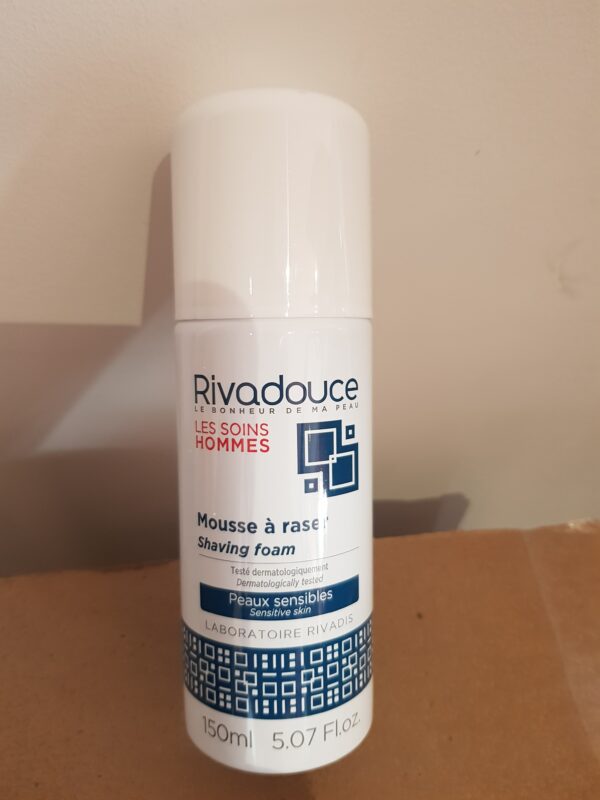 Rivadouce
LE BONHEUR DE MA PEAU
LES SOINS
HOMMES
Mousse à raser
Shaving foam
Testé dermatologiquement
Dermatologically tested
Peaux sensibles
Sensitive skin
LABORATOIRE RIVADIS
150ml 5.07 Fl.oz.